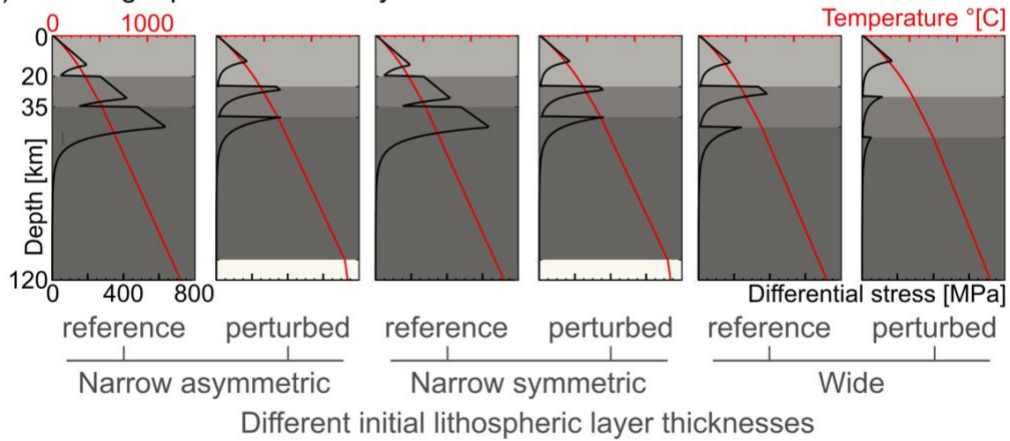 0 1000 Temperature °[C]
0
20
35
Depth [km]
120
0 400 800 Differential stress [MPa]
reference perturbed reference perturbed reference perturbed
Narrow asymmetric Narrow symmetric Wide
Different initial lithospheric layer thicknesses